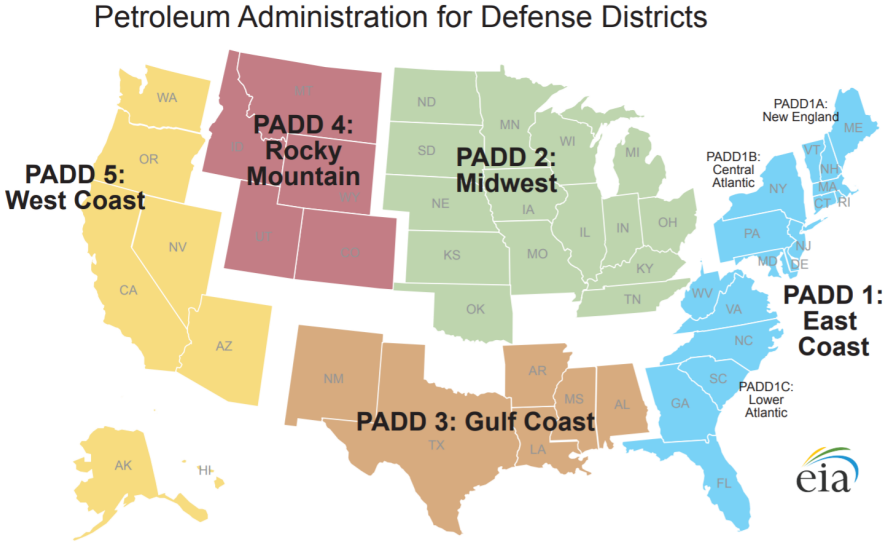 Petroleum Administration for Defense Districts
WA
OR
CA
NV
AZ
AK
HI
PADD 5:
West Coast
MT
ID
WY
UT
CO
PADD 4:
Rocky
Mountain
ND
SD
NE
KS
OK
MN
IA
MO
WI
IL
IN
MI
OH
KY
TN
PADD 2:
Midwest
NM
TX
AR
LA
MS
AL
PADD 3: Gulf Coast
PADD1A:
New England
ME
VT
NH
MA
CT
RI
PADD1B:
Central
Atlantic
NY
PA
NJ
MD
DE
WV
VA
NC
SC
GA
FL
PADD 1:
East
Coast
PADD1C:
Lower
Atlantic
eia